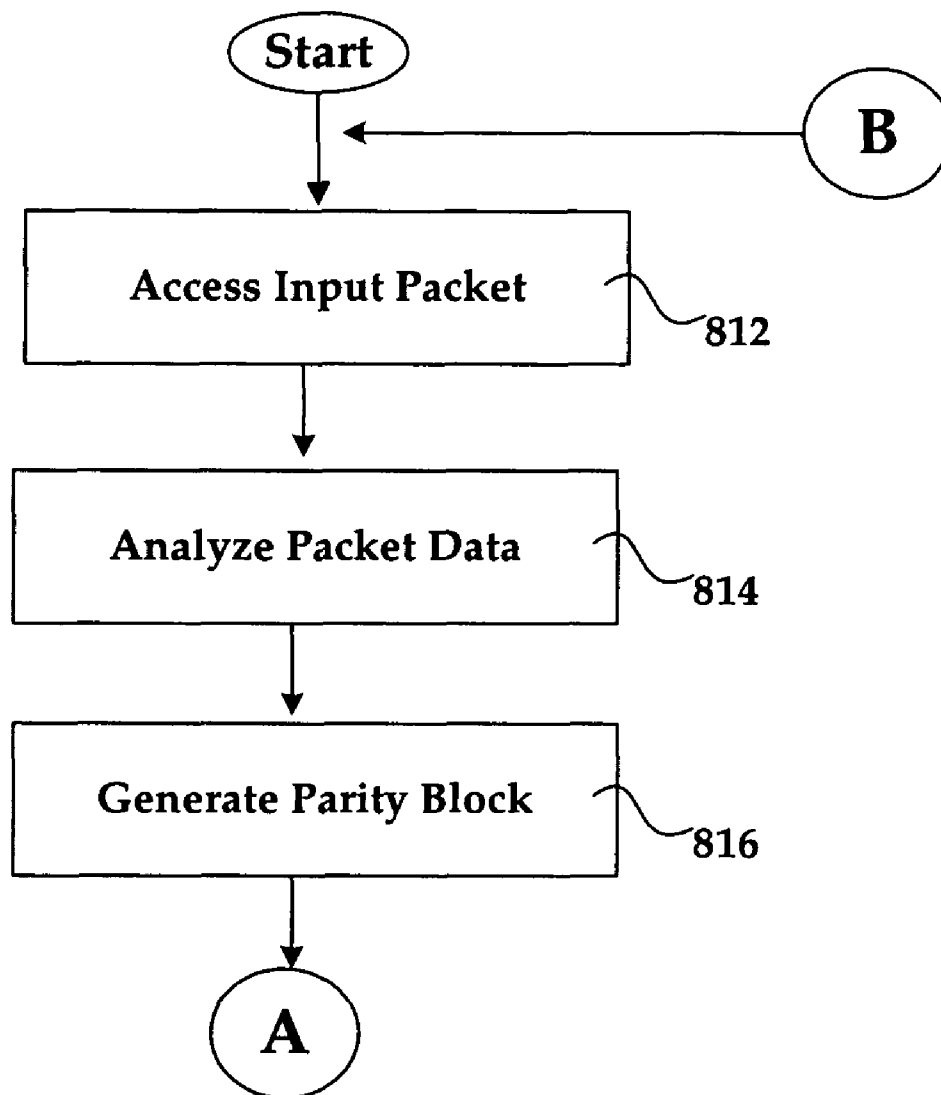 Start
B
Access Input Packet
812
Analyze Packet Data
814
Generate Parity Block
816
A